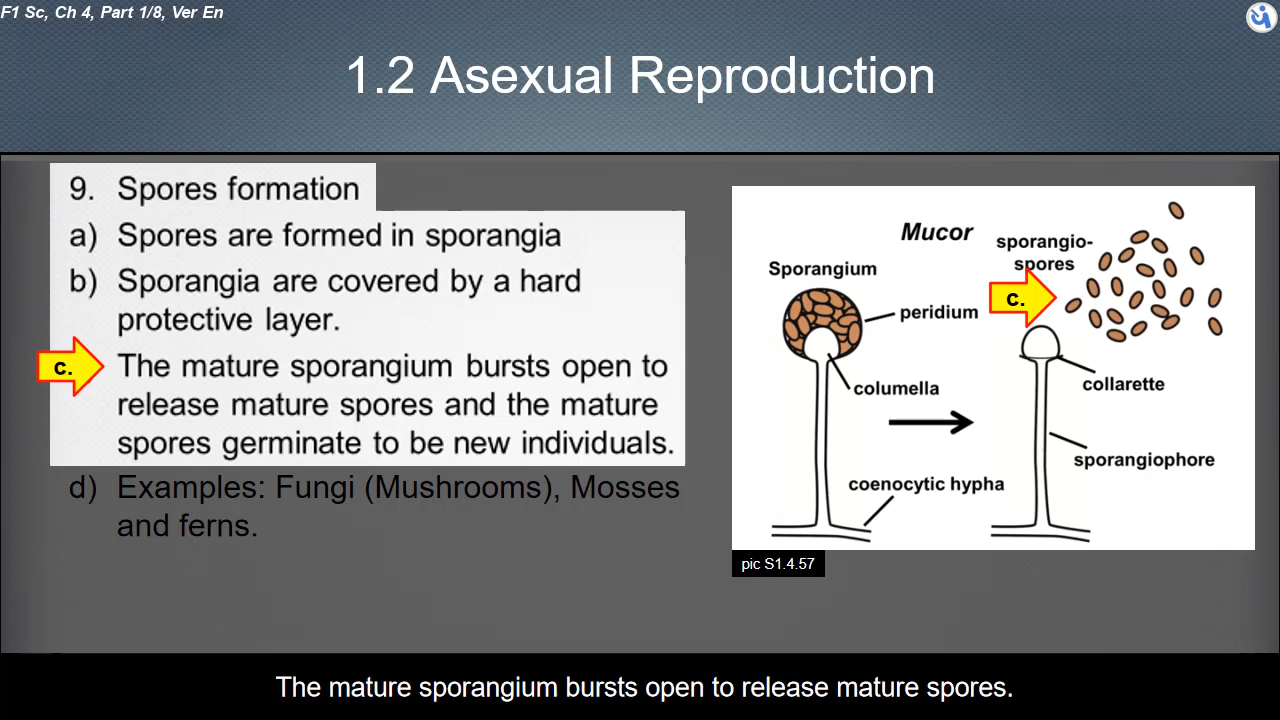 F1 Sc, Ch 4, Part 1/8, Ver En
1.2 Asexual Reproduction
9. Spores formation
a) Spores are formed in sporangia
b) Sporangia are covered by a hard
protective layer.
c.
The mature sporangium bursts open to
release mature spores and the mature
spores germinate to be new individuals.
d) Examples: Fungi (Mushrooms), Mosses
and ferns.
Mucor
sporangio-
spores
Sporangium
c.
peridium
collarette
columella
sporangiophore
coenocytic hypha
pic S1.4.57
The mature sporangium bursts open to release mature spores.